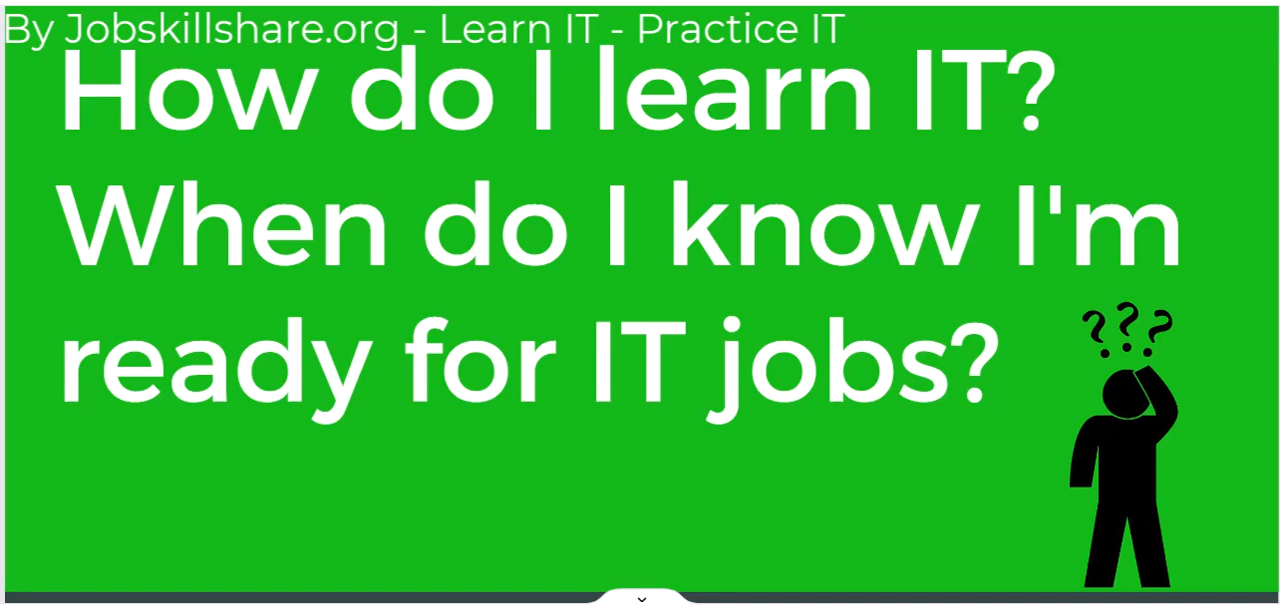 By Jobskillshare.org - Learn IT - Practice IT
How do I learn IT?
When do I know I'm
ready for IT jobs?
? ? ?